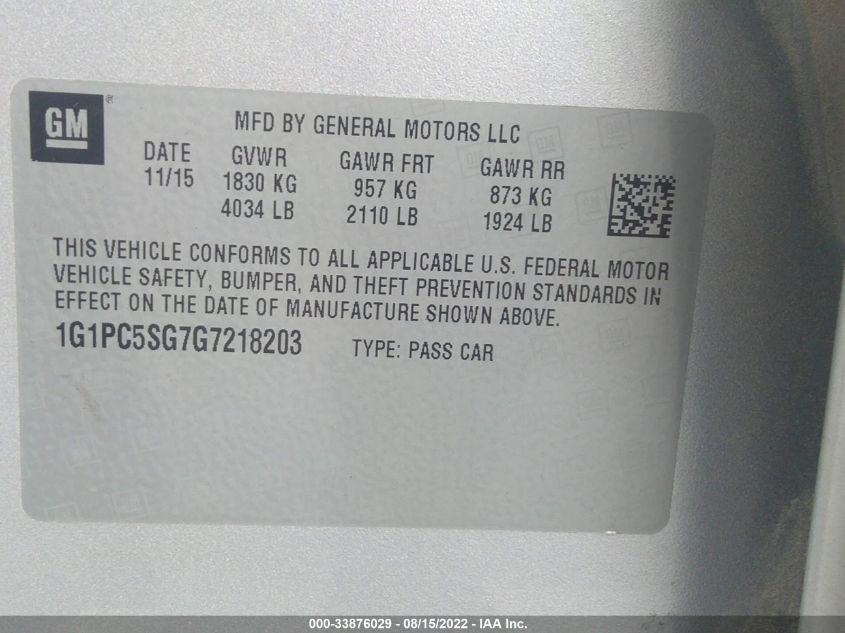 GM ®
MFD BY GENERAL MOTORS LLC
DATE GVWR GAWR FRT GAWR RR
11/15 1830 KG 957 KG 873 KG
4034 LB 2110 LB 1924 LB
THIS VEHICLE CONFORMS TO ALL APPLICABLE U.S. FEDERAL MOTOR
VEHICLE SAFETY, BUMPER, AND THEFT PREVENTION STANDARDS IN
EFFECT ON THE DATE OF MANUFACTURE SHOWN ABOVE.
1G1PC5SG7G7218203 TYPE: PASS CAR
000-33876029 - 08/15/2022 - IAA Inc.